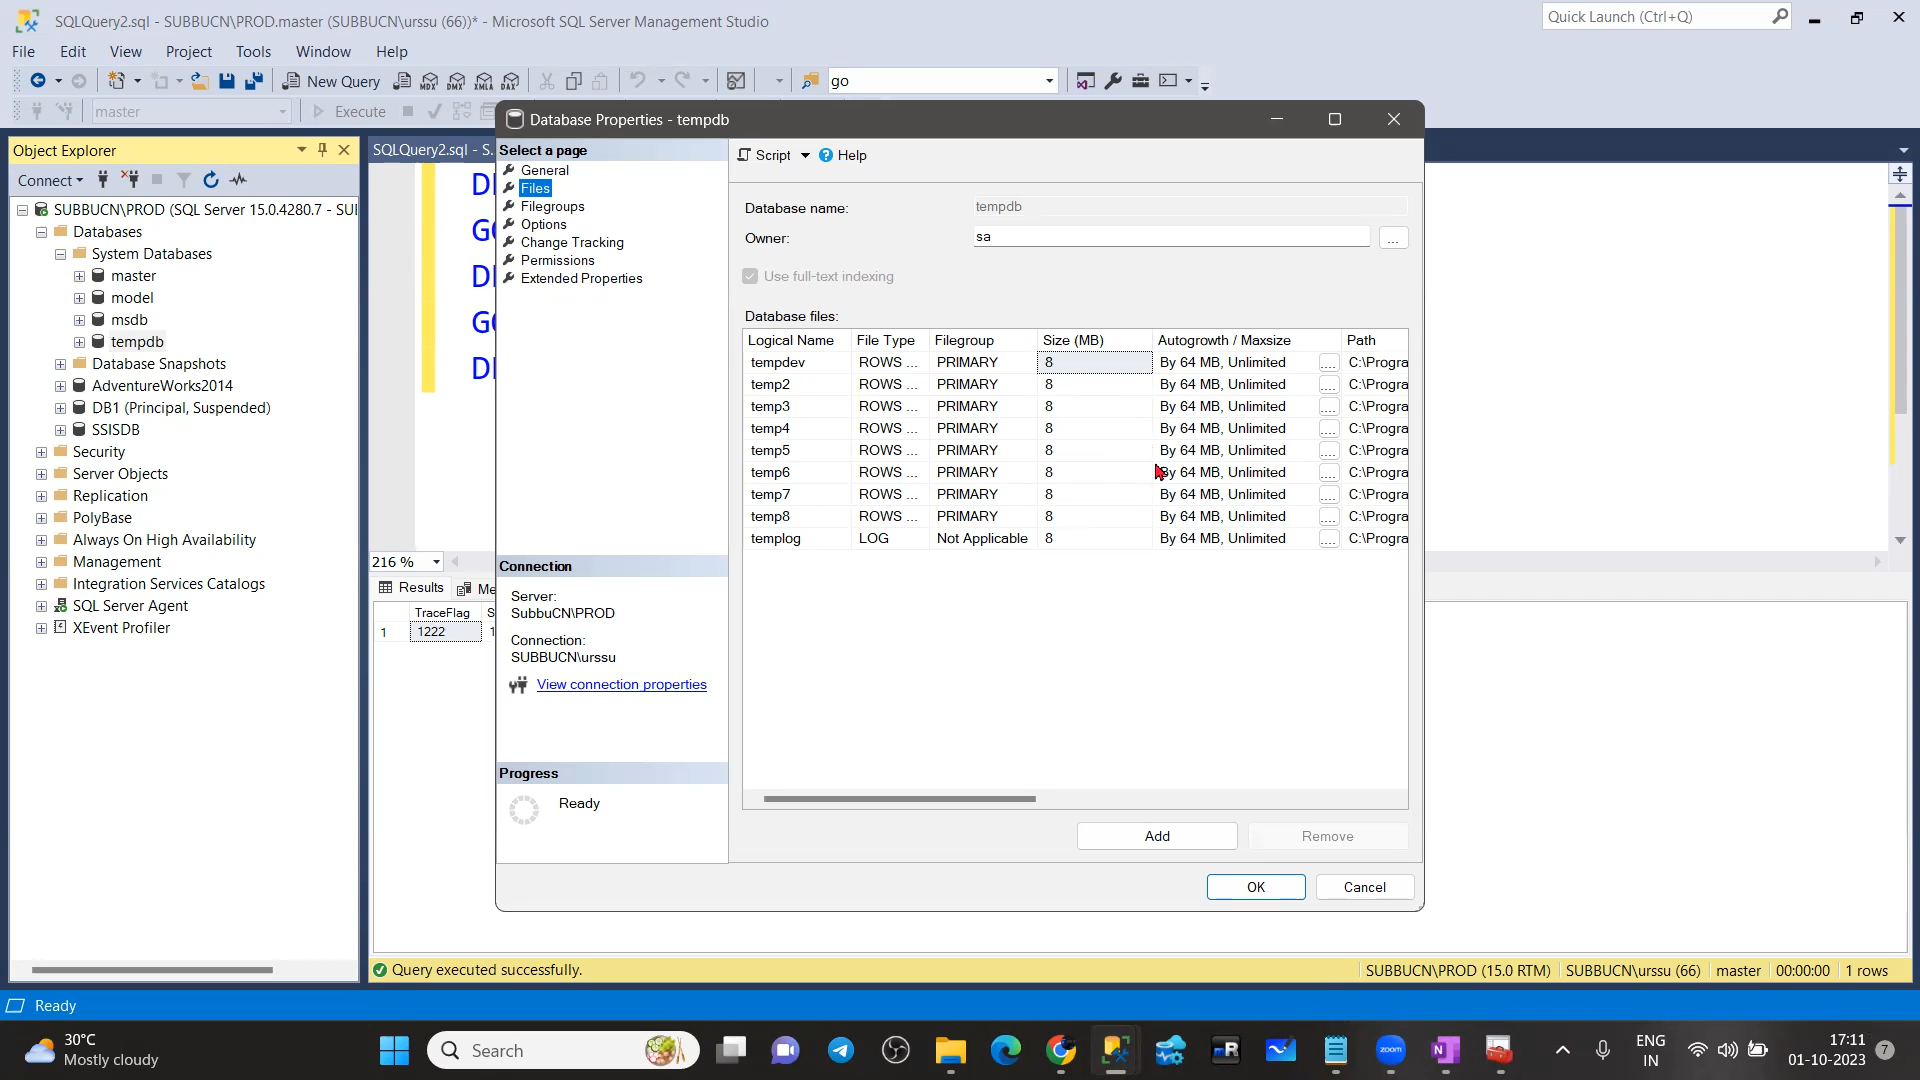 SQLQuery2.sql - SUBBUCN\PROD.master (SUBBUCN\urssu (66))* - Microsoft SQL Server Management Studio
Quick Launch (Ctrl+Q)
File Edit View Project Tools Window Help
New Query
MDX DMX XMLA DAX
go
master
Execute
Object Explorer
Connect
SUBBUCN\PROD (SQL Server 15.0.4280.7 - SUI
Databases
System Databases
master
model
msdb
tempdb
Database Snapshots
AdventureWorks2014
DB1 (Principal, Suspended)
SSISDB
Security
Server Objects
Replication
PolyBase
Always On High Availability
Management
Integration Services Catalogs
SQL Server Agent
XEvent Profiler
SQLQuery2.sql - S
216 %
Results
TraceFlag
1 1222
Database Properties - tempdb
Select a page
General
Files
Filegroups
Options
Change Tracking
Permissions
Extended Properties
Connection
Server:
SubbuCN\PROD
Connection:
SUBBUCN\urssu
View connection properties
Progress
Ready
Script Help
Database name: tempdb
Owner: sa ...
Use full-text indexing
Database files:
Logical Name File Type Filegroup Size (MB) Autogrowth / Maxsize Path
tempdev ROWS ... PRIMARY 8 By 64 MB, Unlimited .... C:\Progra
temp2 ROWS ... PRIMARY 8 By 64 MB, Unlimited .... C:\Progra
temp3 ROWS ... PRIMARY 8 By 64 MB, Unlimited .... C:\Progra
temp4 ROWS ... PRIMARY 8 By 64 MB, Unlimited .... C:\Progra
temp5 ROWS ... PRIMARY 8 By 64 MB, Unlimited .... C:\Progra
temp6 ROWS ... PRIMARY 8 By 64 MB, Unlimited .... C:\Progra
temp7 ROWS ... PRIMARY 8 By 64 MB, Unlimited .... C:\Progra
temp8 ROWS ... PRIMARY 8 By 64 MB, Unlimited .... C:\Progra
templog LOG Not Applicable 8 By 64 MB, Unlimited .... C:\Progra
Add Remove
OK Cancel
Query executed successfully.
SUBBUCN\PROD (15.0 RTM) SUBBUCN\urssu (66) master 00:00:00 1 rows
Ready
30°C
Mostly cloudy
Search
zoom
ENG
IN
17:11
01-10-2023
7